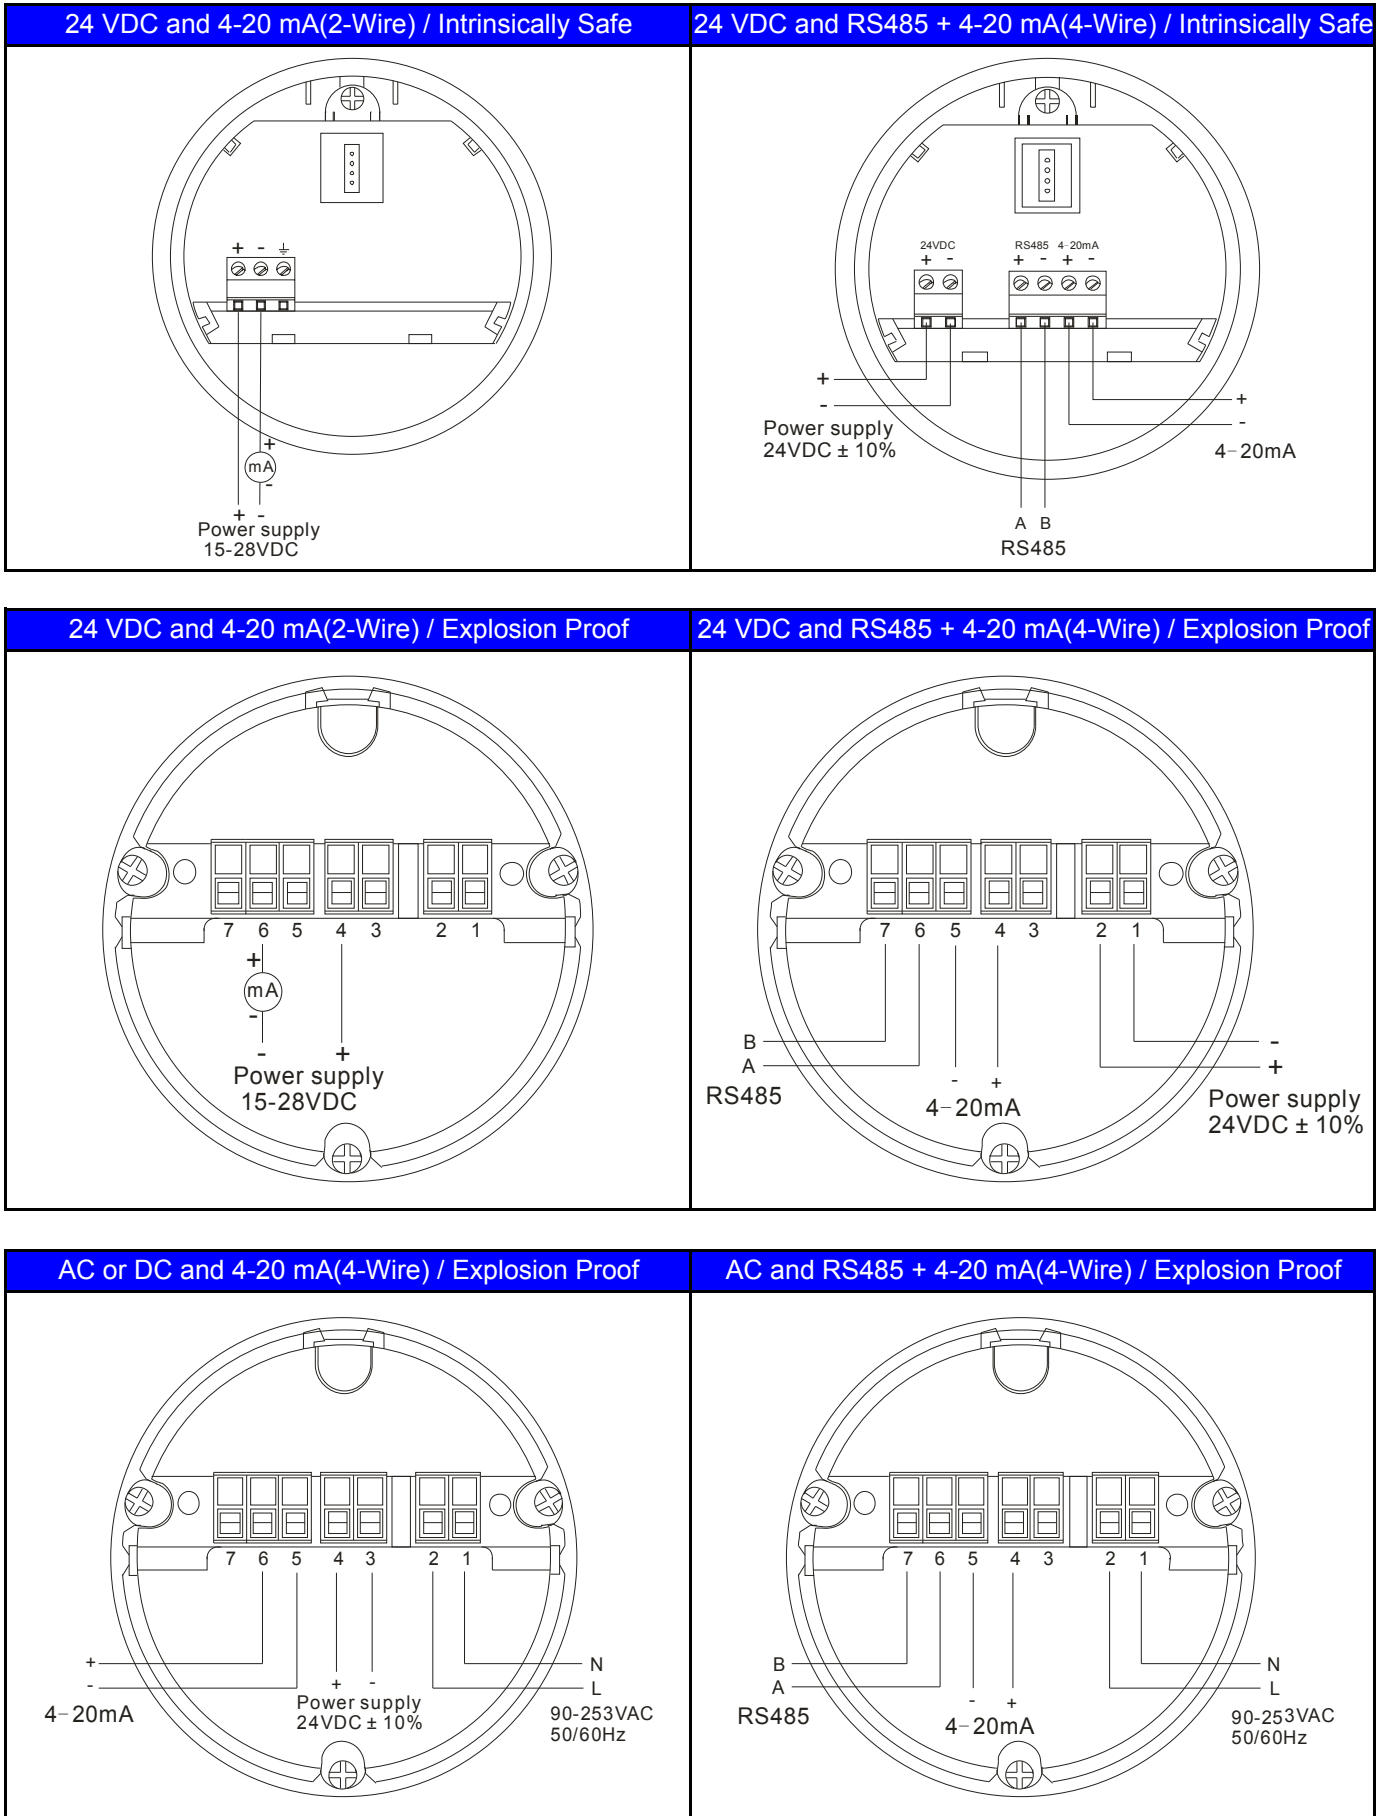 24 VDC and 4-20 mA(2-Wire) / Intrinsically Safe
+ - ⏚
+
mA
-
+ -
Power supply
15-28VDC
24 VDC and RS485 + 4-20 mA(4-Wire) / Intrinsically Safe
24VDC RS485 4-20mA
+ - + - + -
+
-
Power supply
24VDC ± 10%
+
-
4-20mA
A B
RS485
24 VDC and 4-20 mA(2-Wire) / Explosion Proof
7 6 5 4 3 2 1
+
mA
-
- +
Power supply
15-28VDC
24 VDC and RS485 + 4-20 mA(4-Wire) / Explosion Proof
7 6 5 4 3 2 1
B
A
RS485
- +
4-20mA
-
+
Power supply
24VDC ± 10%
AC or DC and 4-20 mA(4-Wire) / Explosion Proof
7 6 5 4 3 2 1
+
-
4-20mA
+ -
Power supply
24VDC ± 10%
N
L
90-253VAC
50/60Hz
AC and RS485 + 4-20 mA(4-Wire) / Explosion Proof
7 6 5 4 3 2 1
B
A
RS485
- +
4-20mA
N
L
90-253VAC
50/60Hz